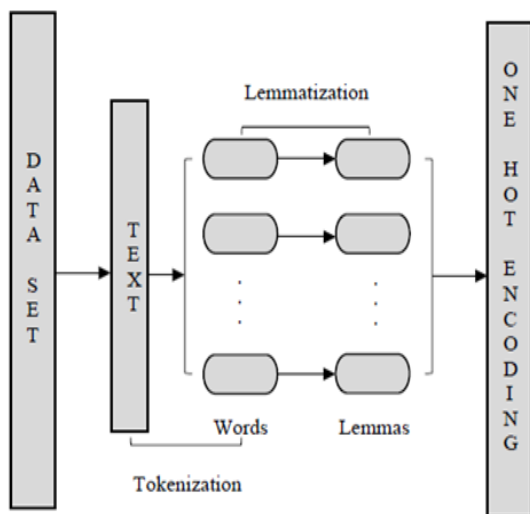 DATA SET
TEXT
Lemmatization
Words
Lemmas
Tokenization
ONE HOT ENCODING